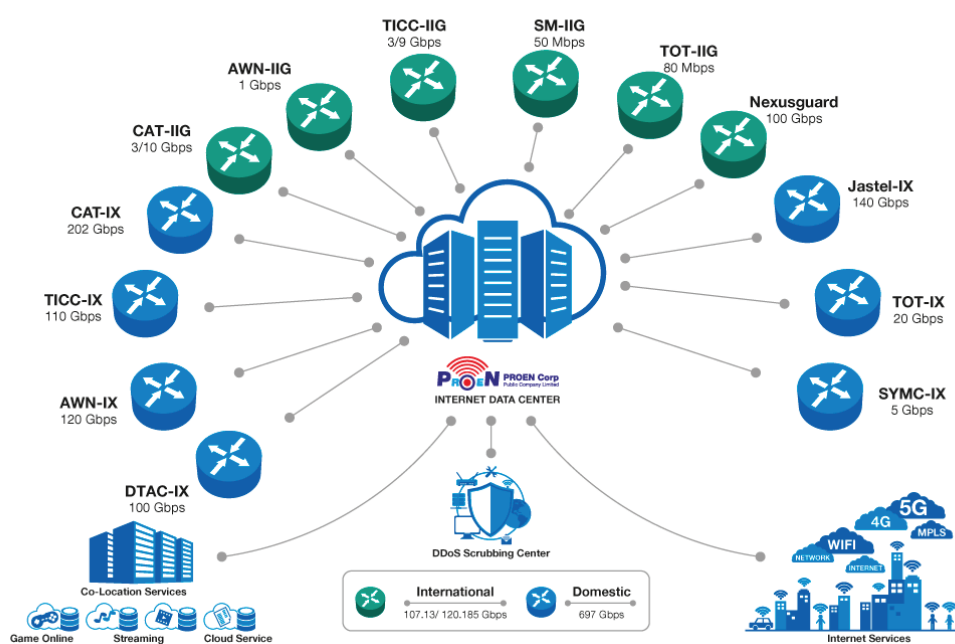 TICC-IIG
3/9 Gbps
SM-IIG
50 Mbps
TOT-IIG
80 Mbps
AWN-IIG
1 Gbps
Nexusguard
100 Gbps
CAT-IIG
3/10 Gbps
Jastel-IX
140 Gbps
CAT-IX
202 Gbps
TICC-IX
110 Gbps
TOT-IX
20 Gbps
PROEN
PROEN Corp
Public Company Limited
INTERNET DATA CENTER
AWN-IX
120 Gbps
SYMC-IX
5 Gbps
DTAC-IX
100 Gbps
DDoS Scrubbing Center
5G
4G
MPLS
WIFI
NETWORK
INTERNET
Co-Location Services
Game Online
Streaming
Cloud Service
International
107.13/ 120.185 Gbps
Domestic
697 Gbps
Internet Services